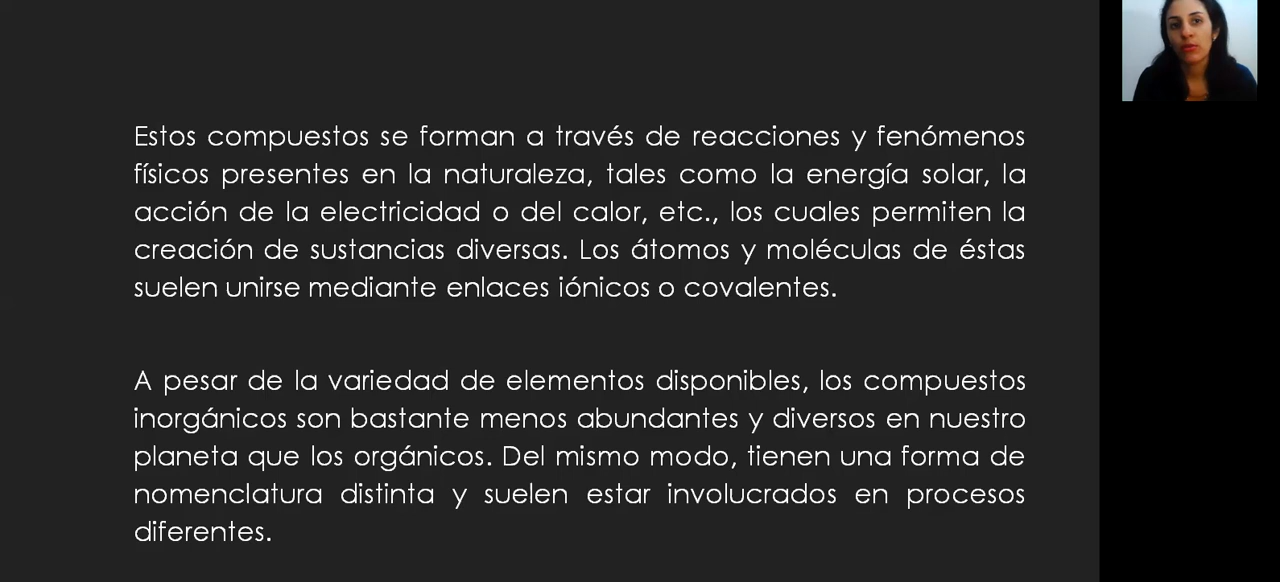 Estos compuestos se forman a través de reacciones y fenómenos
físicos presentes en la naturaleza, tales como la energía solar, la
acción de la electricidad o del calor, etc., los cuales permiten la
creación de sustancias diversas. Los átomos y moléculas de éstas
suelen unirse mediante enlaces iónicos o covalentes.
A pesar de la variedad de elementos disponibles, los compuestos
inorgánicos son bastante menos abundantes y diversos en nuestro
planeta que los orgánicos. Del mismo modo, tienen una forma de
nomenclatura distinta y suelen estar involucrados en procesos
diferentes.